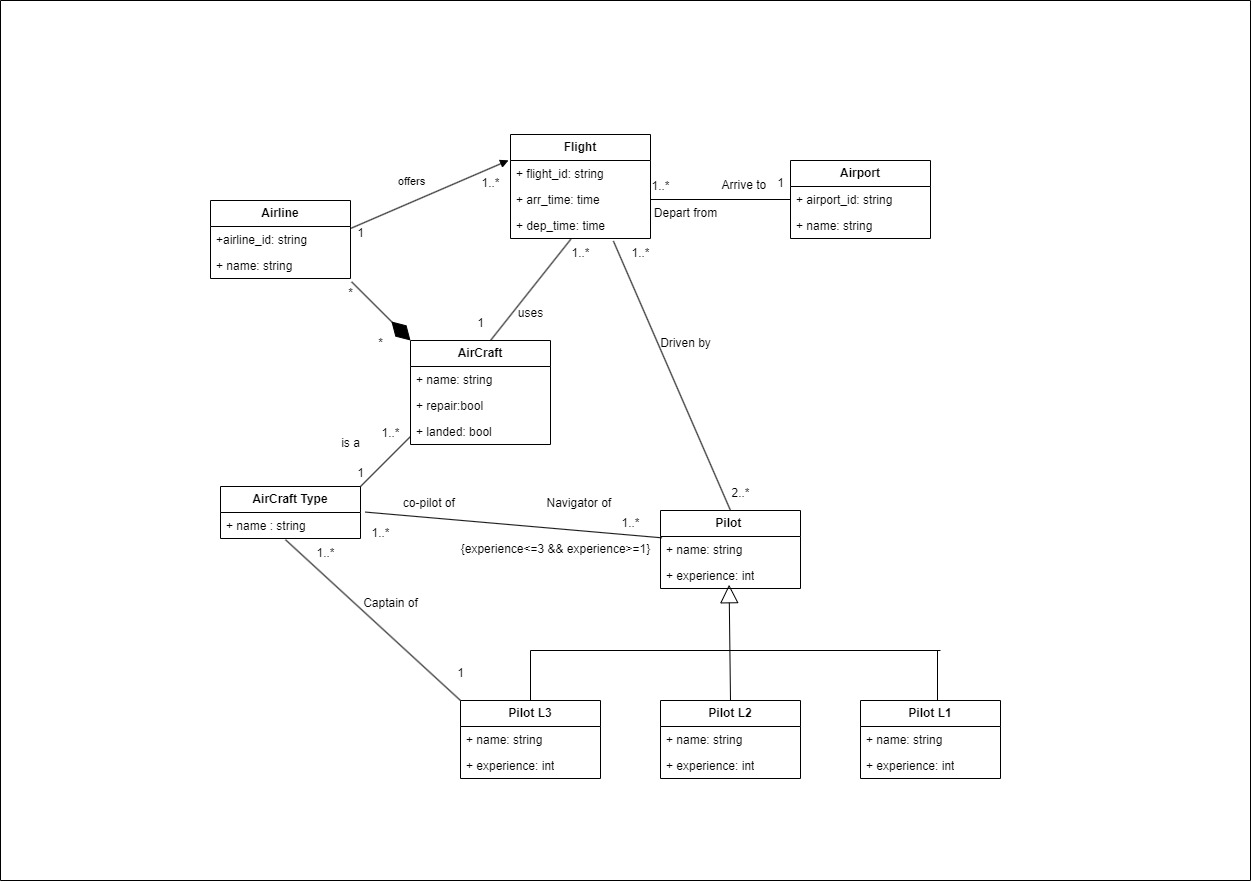 Flight
+ flight_id: string
+ arr_time: time
+ dep_time: time
offers
1..*
1
Airline
+airline_id: string
+ name: string
1..*
Arrive to
1
Depart from
Airport
+ airport_id: string
+ name: string
1..*
1..*
*
*
1
uses
Driven by
AirCraft
+ name: string
+ repair:bool
+ landed: bool
1..*
is a
1
AirCraft Type
+ name : string
co-pilot of
Navigator of
2..*
1..*
1..*
{experience<=3 && experience>=1}
Pilot
+ name: string
+ experience: int
1..*
Captain of
1
Pilot L3
+ name: string
+ experience: int
Pilot L2
+ name: string
+ experience: int
Pilot L1
+ name: string
+ experience: int